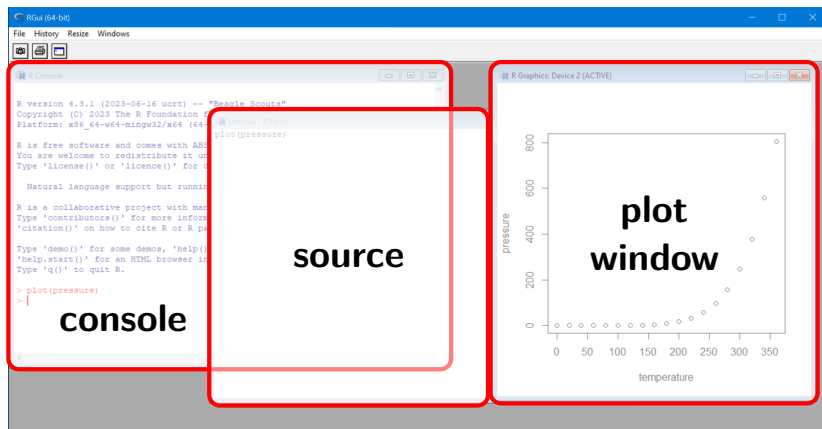 RGui (64-bit)
File History Resize Windows
R Console
R version 4.3.1 (2023-06-16 ucrt) -- "Beagle Scouts"
Copyright (C) 2023 The R Foundation f
Platform: x86_64-w64-mingw32/x64 (64-
R is free software and comes with ABS
You are welcome to redistribute it un
Type 'license()' or 'licence()' for d
Natural language support but runnin
R is a collaborative project with man
Type 'contributors()' for more inform
'citation()' on how to cite R or R pa
Type 'demo()' for some demos, 'help()
'help.start()' for an HTML browser in
Type 'q()' to quit R.
> plot(pressure)
>
console
Untitled - R Editor
plot(pressure)
source
R Graphics: Device 2 (ACTIVE)
plot
window
pressure
800
600
400
200
0
0 50 100 150 200 250 300 350
temperature